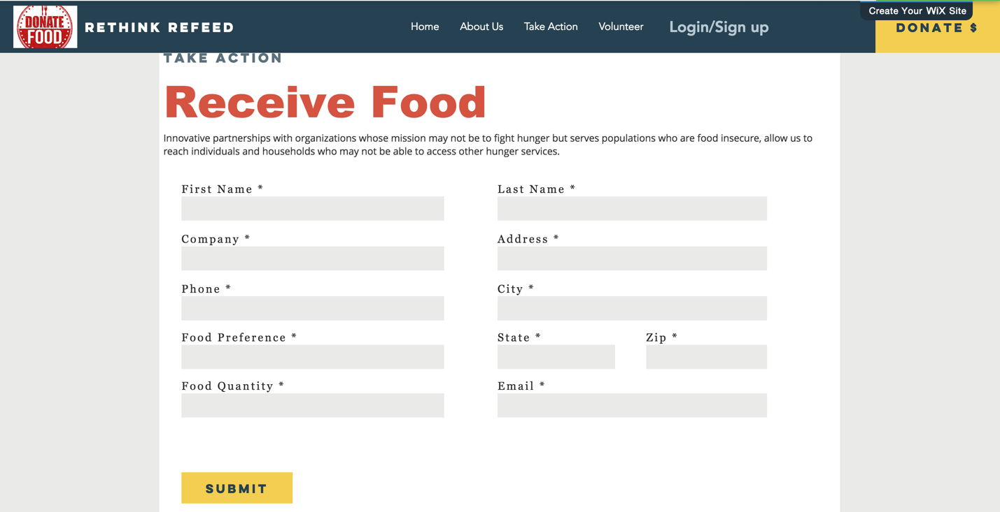 DONATE
FOOD
RETHINK REFEED
Home
About Us
Take Action
Volunteer
Login/Sign up
Create Your WiX Site
DONATE $
TAKE ACTION
Receive Food
Innovative partnerships with organizations whose mission may not be to fight hunger but serves populations who are food insecure, allow us to
reach individuals and households who may not be able to access other hunger services.
First Name *
Last Name *
Company *
Address *
Phone *
City *
Food Preference *
State *
Zip *
Food Quantity *
Email *
SUBMIT